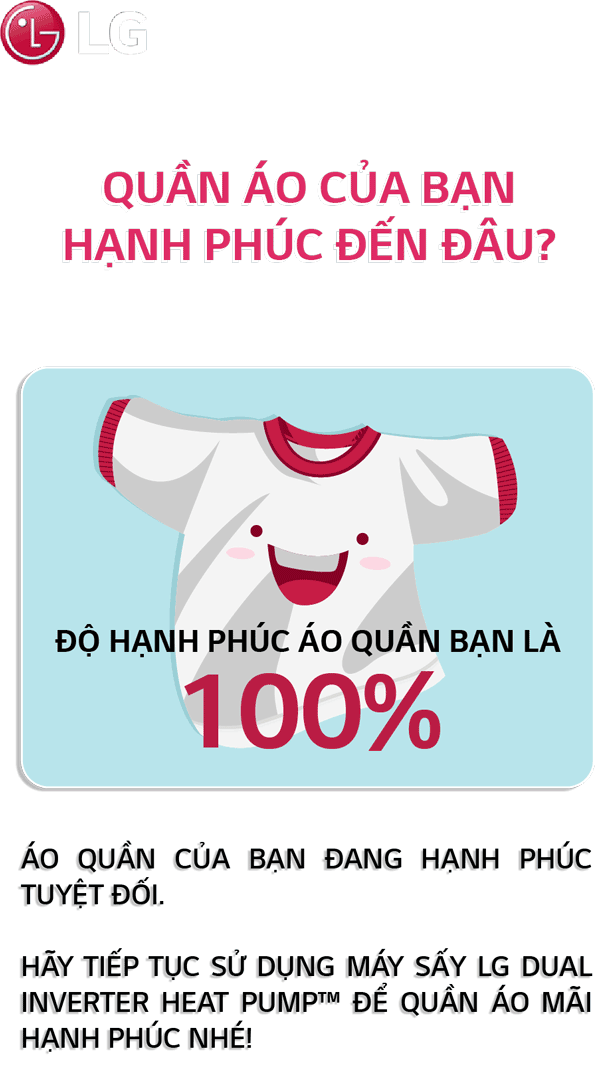 LG
QUẦN ÁO CỦA BẠN
HẠNH PHÚC ĐẾN ĐÂU?
ĐỘ HẠNH PHÚC ÁO QUẦN BẠN LÀ
100%
ÁO QUẦN CỦA BẠN ĐANG HẠNH PHÚC
TUYỆT ĐỐI.
HÃY TIẾP TỤC SỬ DỤNG MÁY SẤY LG DUAL
INVERTER HEAT PUMP™ ĐỂ QUẦN ÁO MÃI
HẠNH PHÚC NHÉ!